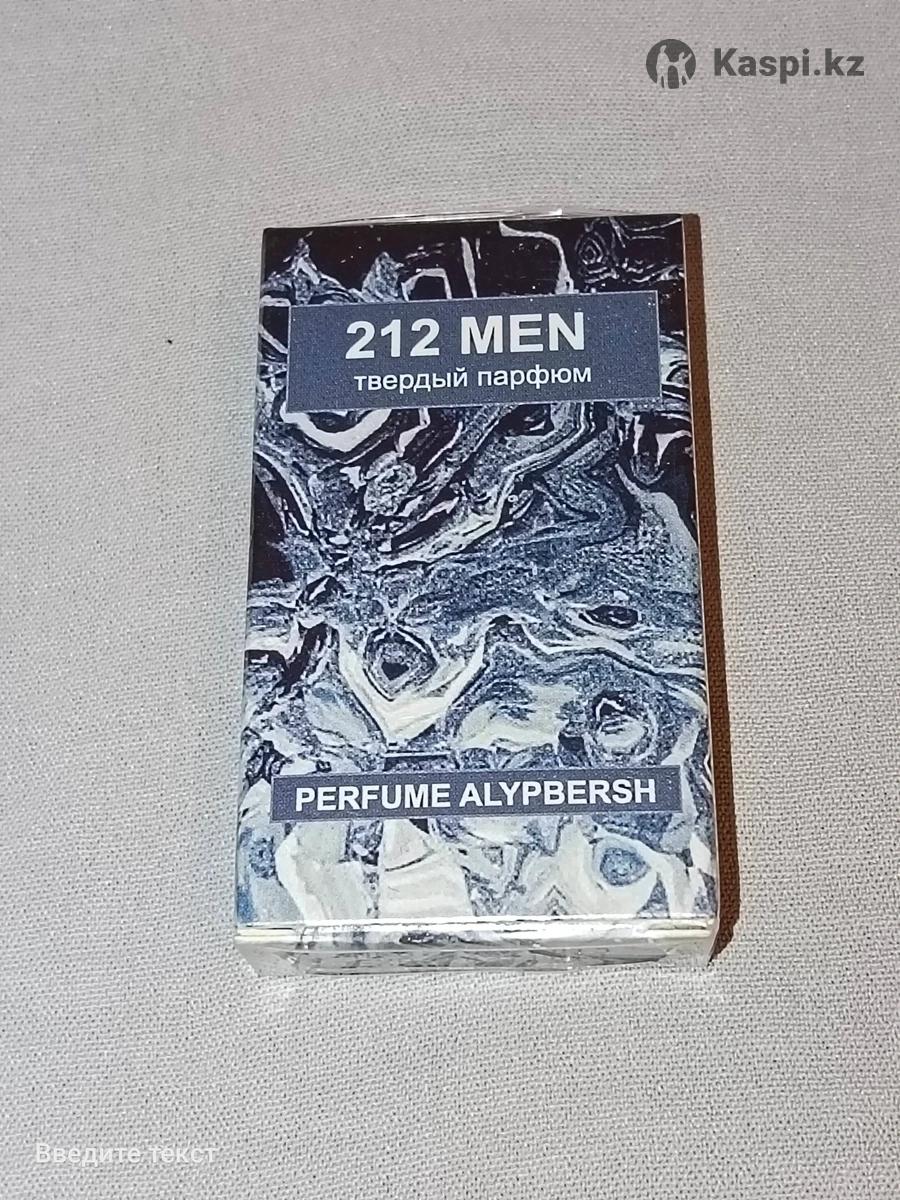 Kaspi.kz
212 MEN
твердый парфюм
PERFUME ALYPBERSH
Введите текст